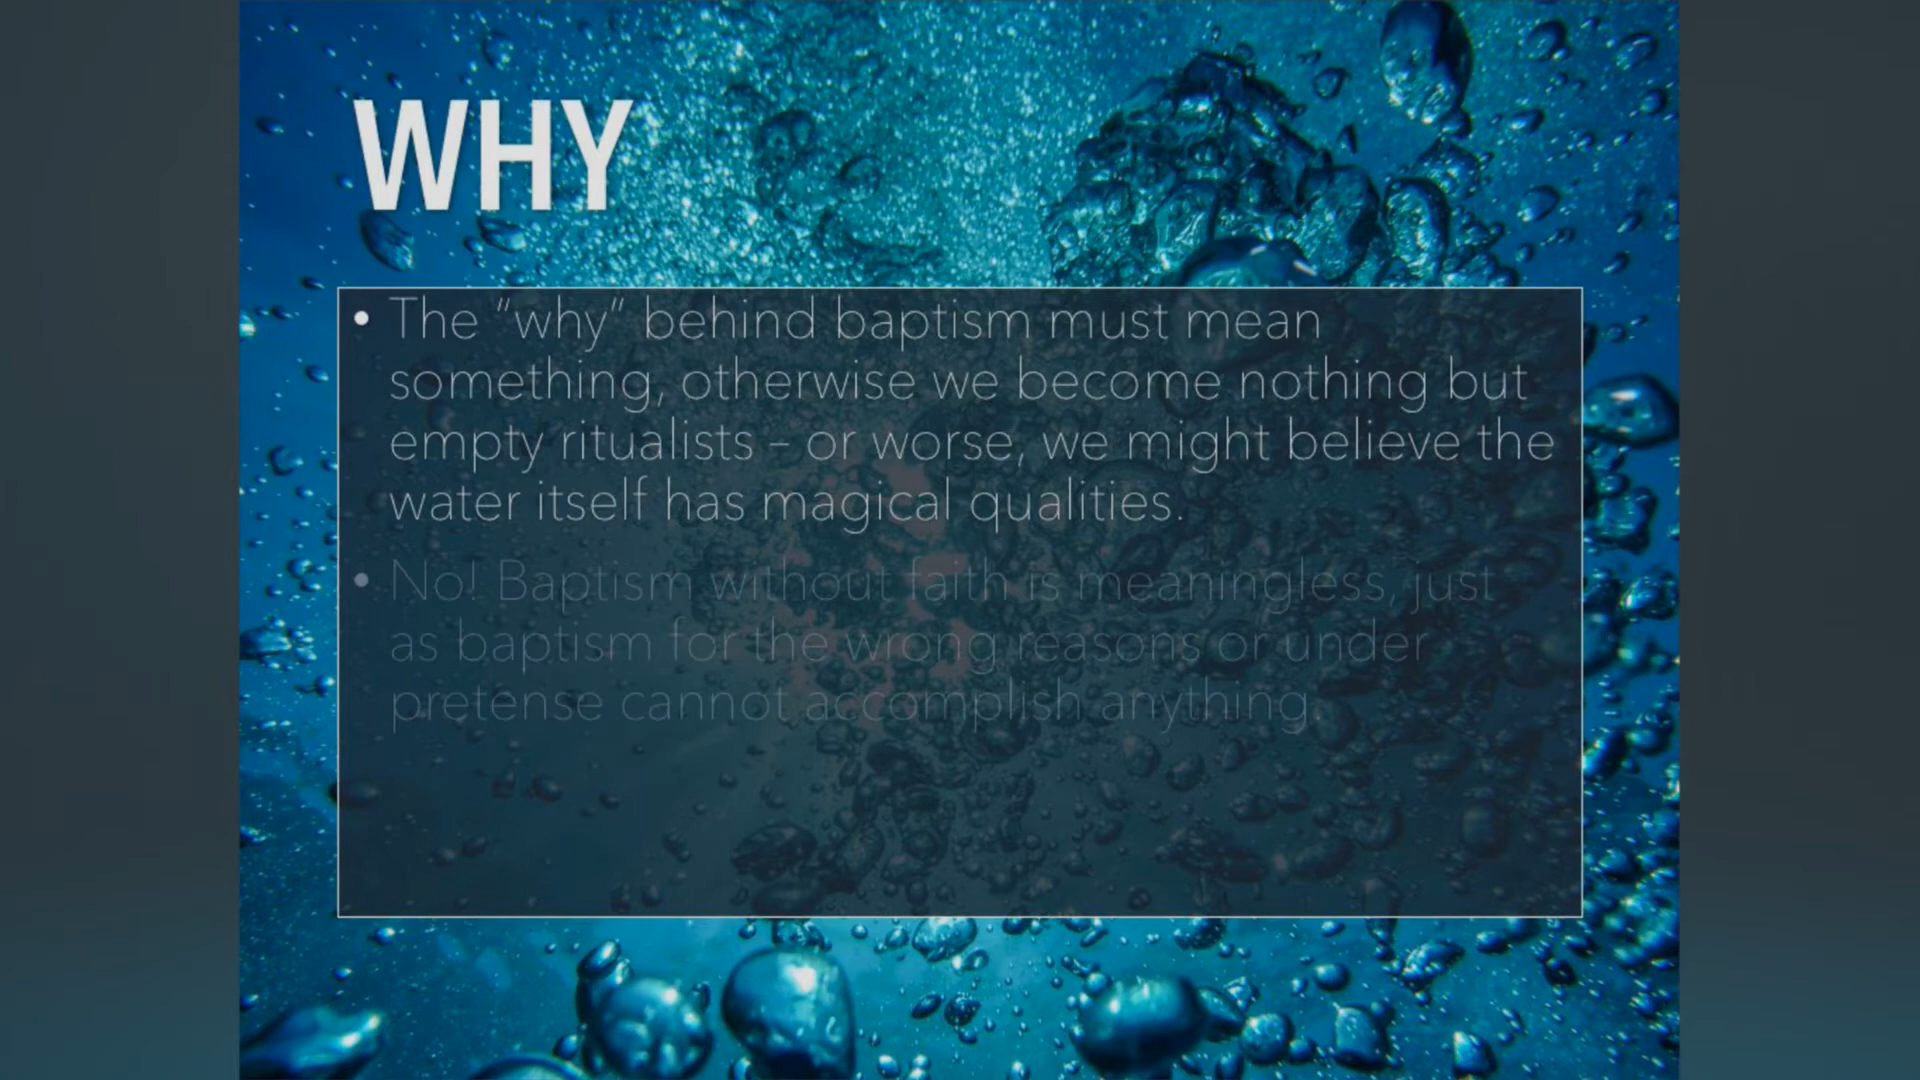 WHY
• The “why” behind baptism must mean
something, otherwise we become nothing but
empty ritualists – or worse, we might believe the
water itself has magical qualities.
• No! Baptism without faith is meaningless, just
as baptism for the wrong reasons or under
pretense cannot accomplish anything